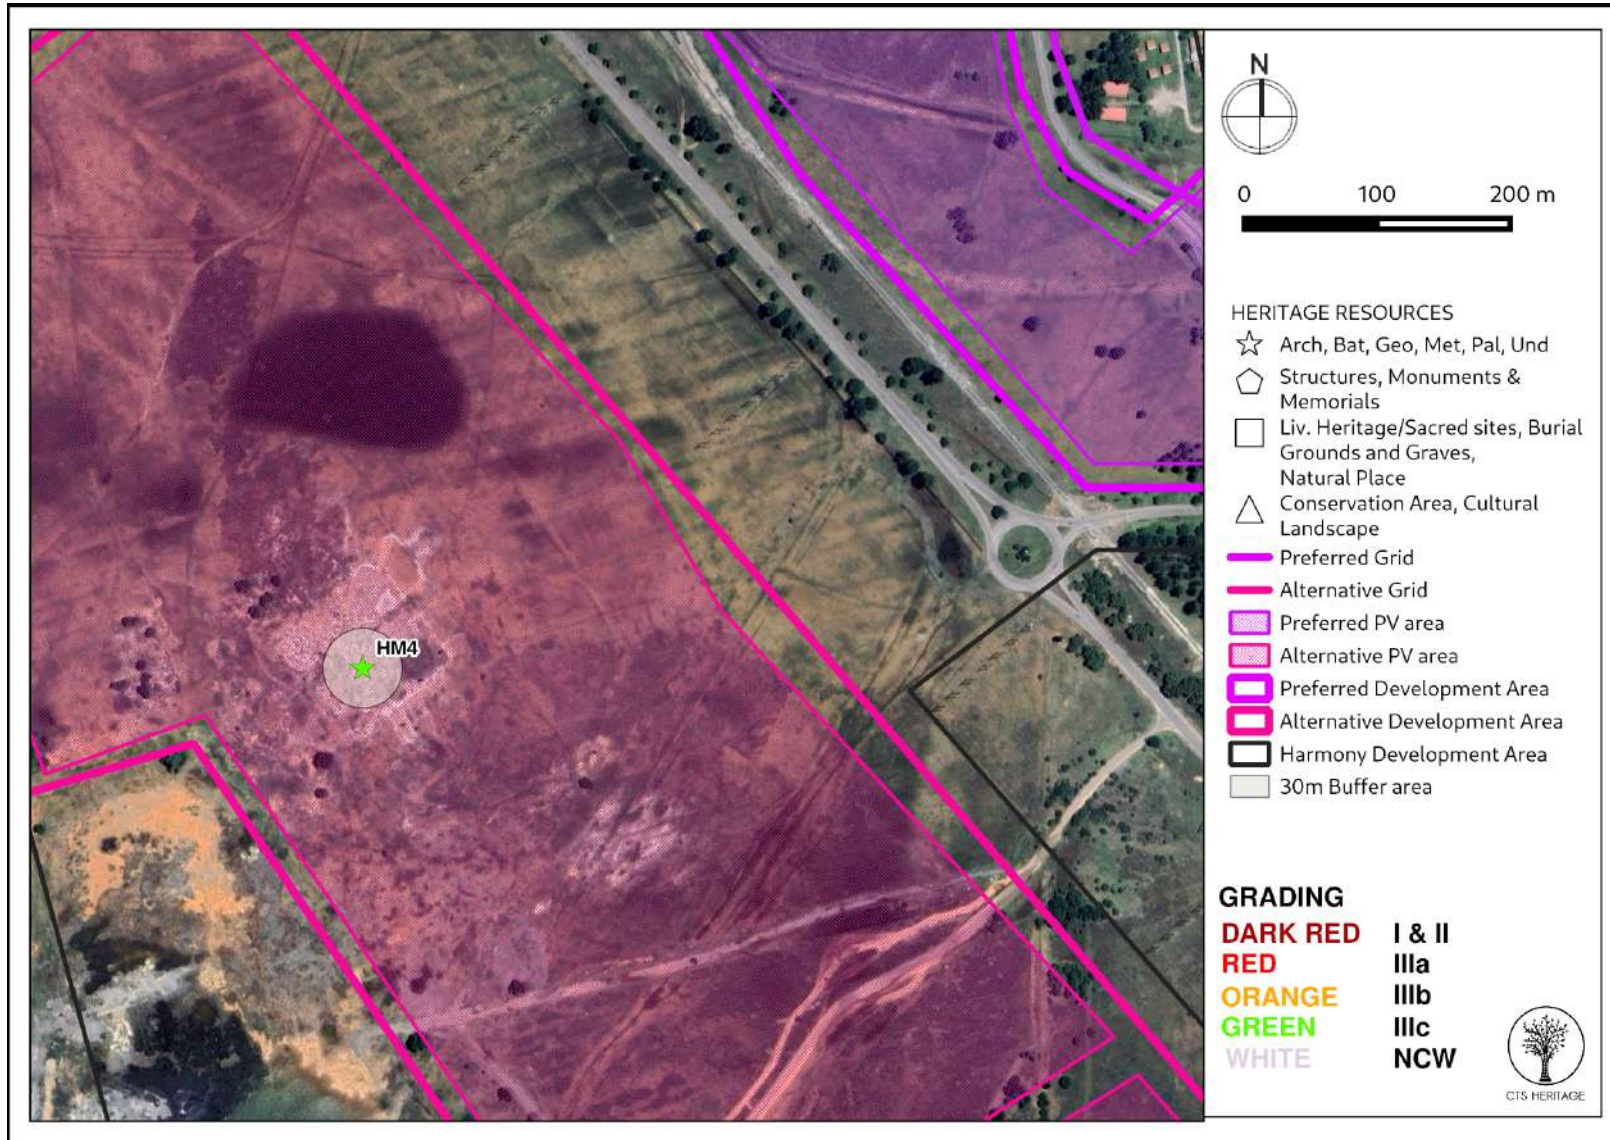 HM4
N
0 100 200 m
HERITAGE RESOURCES
Arch, Bat, Geo, Met, Pal, Und
Structures, Monuments &
Memorials
Liv. Heritage/Sacred sites, Burial
Grounds and Graves,
Natural Place
Conservation Area, Cultural
Landscape
Preferred Grid
Alternative Grid
Preferred PV area
Alternative PV area
Preferred Development Area
Alternative Development Area
Harmony Development Area
30m Buffer area
GRADING
DARK RED I & II
RED IIIa
ORANGE IIIb
GREEN IIIc
WHITE NCW
CTS HERITAGE